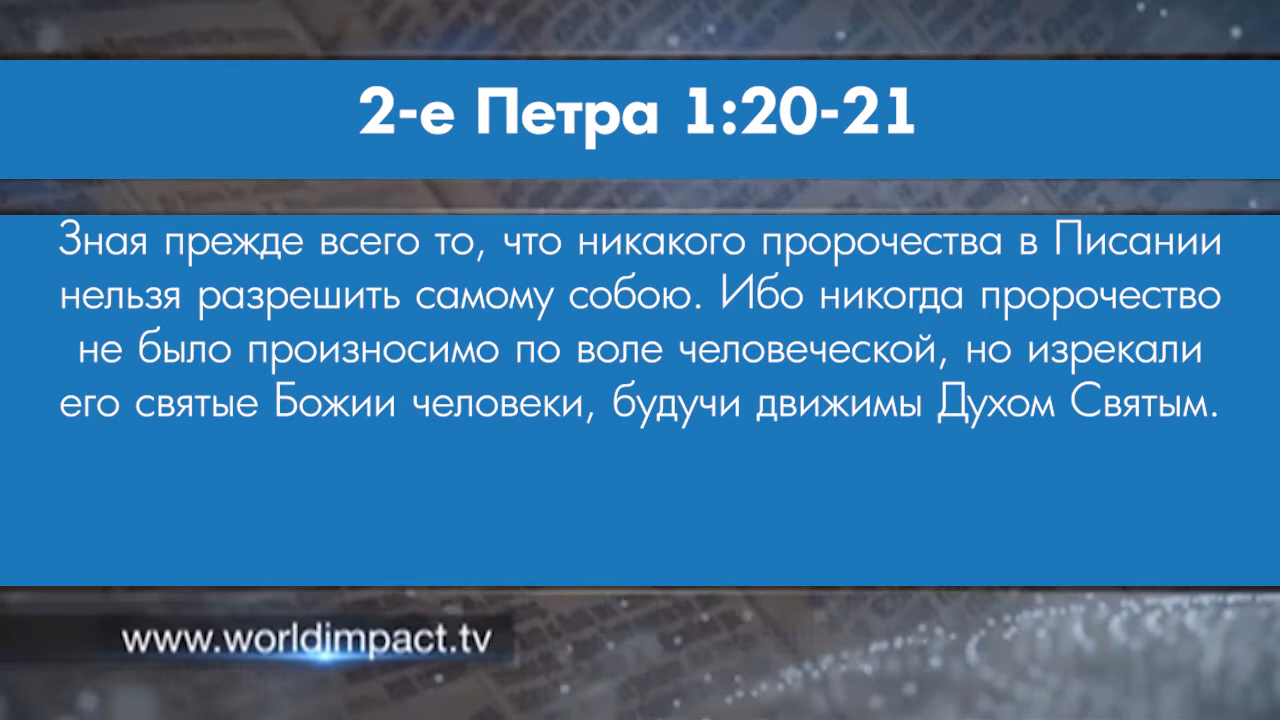 2-е Петра 1:20-21
Зная прежде всего то, что никакого пророчества в Писании
нельзя разрешить самому собою. Ибо никогда пророчество
не было произносимо по воле человеческой, но изрекали
его святые Божии человеки, будучи движимы Духом Святым.
www.worldimpact.tv